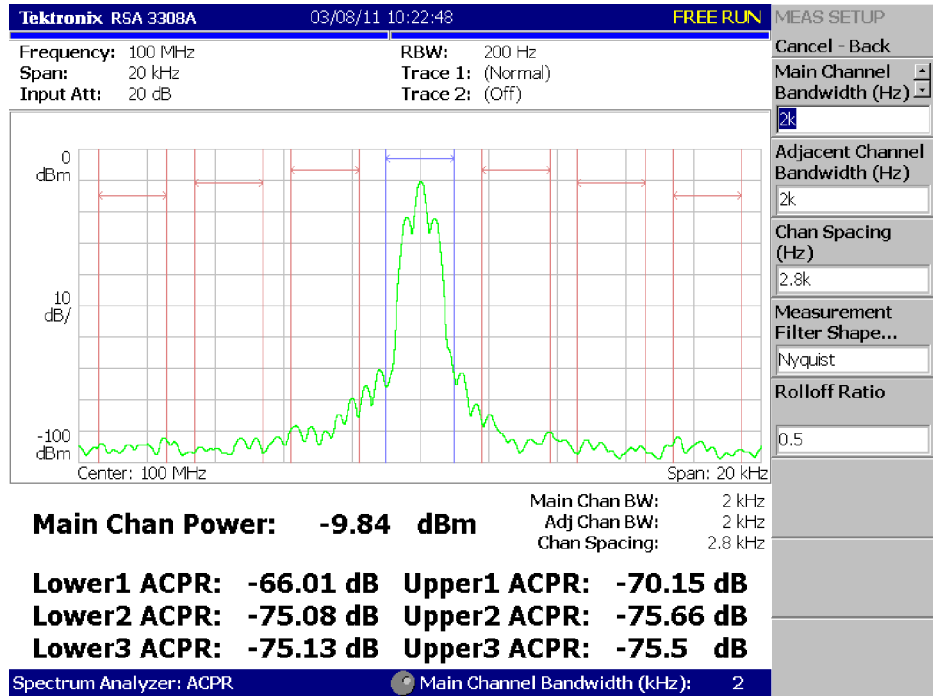 Tektronix RSA 3308A 03/08/11 10:22:48 FREE RUN
Frequency: 100 MHz RBW: 200 Hz
Span: 20 kHz Trace 1: (Normal)
Input Att: 20 dB Trace 2: (Off)
0
dBm
10
dB/
-100
dBm
Center: 100 MHz Span: 20 kHz
Main Chan Power: -9.84 dBm
Main Chan BW: 2 kHz
Adj Chan BW: 2 kHz
Chan Spacing: 2.8 kHz
Lower1 ACPR: -66.01 dB Upper1 ACPR: -70.15 dB
Lower2 ACPR: -75.08 dB Upper2 ACPR: -75.66 dB
Lower3 ACPR: -75.13 dB Upper3 ACPR: -75.5 dB
Spectrum Analyzer: ACPR Main Channel Bandwidth (kHz): 2
MEAS SETUP
Cancel - Back
Main Channel
Bandwidth (Hz)
2k
Adjacent Channel
Bandwidth (Hz)
2k
Chan Spacing
(Hz)
2.8k
Measurement
Filter Shape...
Nyquist
Rolloff Ratio
0.5